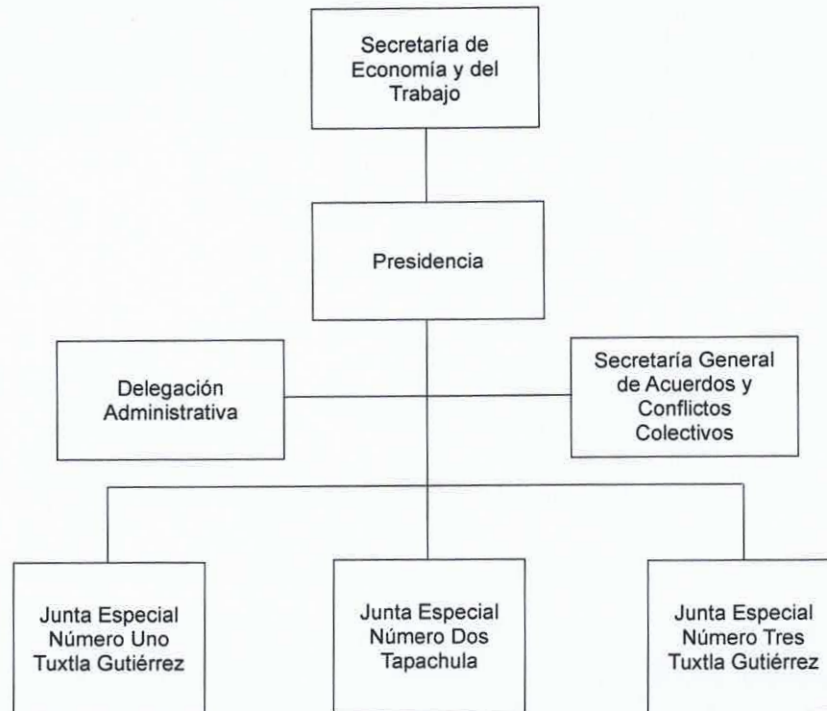 Secretaría de
Economía y del
Trabajo
Presidencia
Delegación
Administrativa
Secretaría General
de Acuerdos y
Conflictos
Colectivos
Junta Especial
Número Uno
Tuxtla Gutiérrez
Junta Especial
Número Dos
Tapachula
Junta Especial
Número Tres
Tuxtla Gutiérrez